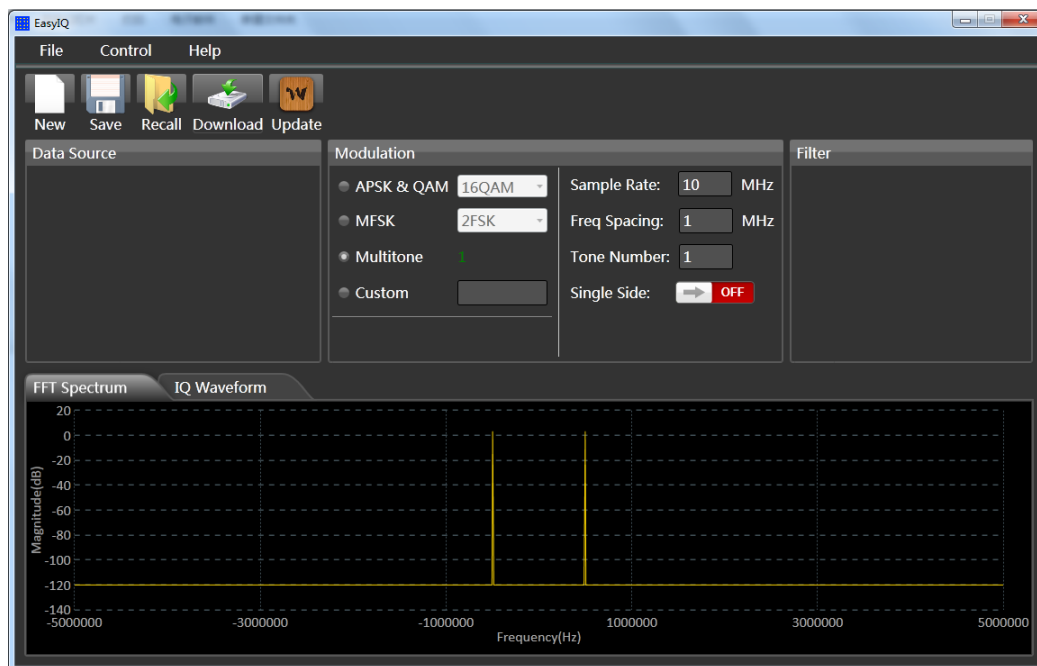 EasyIQ
File Control Help
New Save Recall Download Update
Data Source
Modulation
APSK & QAM 16QAM
MFSK 2FSK
Multitone 1
Custom
Sample Rate: 10 MHz
Freq Spacing: 1 MHz
Tone Number: 1
Single Side: OFF
Filter
FFT Spectrum IQ Waveform
Magnitude(dB)
20
0
-20
-40
-60
-80
-100
-120
-140
-5000000 -3000000 -1000000 1000000 3000000 5000000
Frequency(Hz)